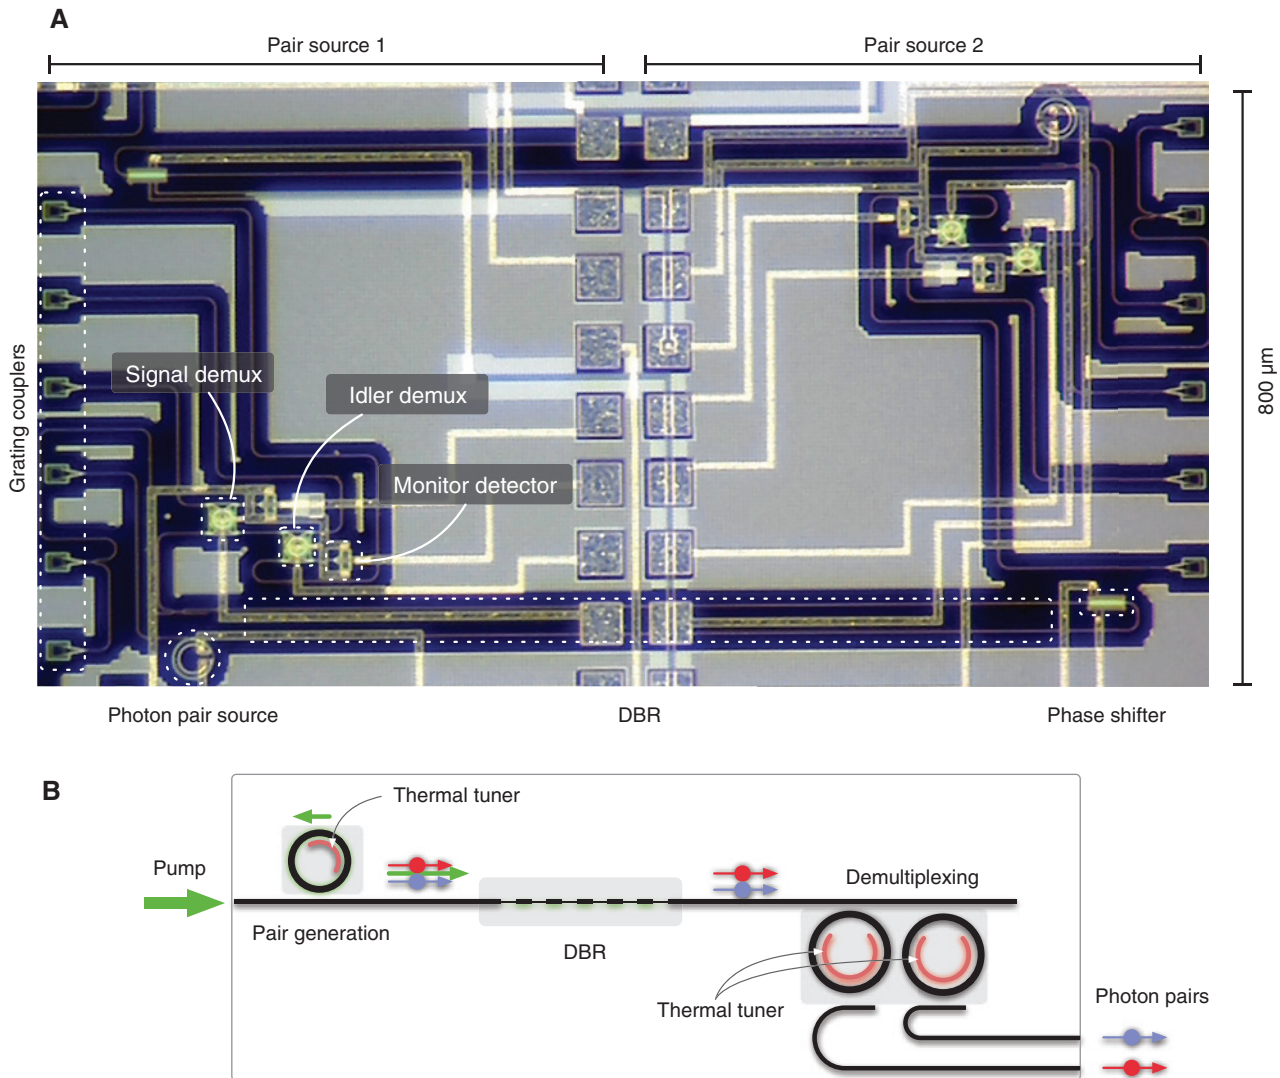 A
Pair source 1
Pair source 2
Grating couplers
Signal demux
Idler demux
Monitor detector
800 μm
Photon pair source
DBR
Phase shifter
B
Thermal tuner
Pump
Pair generation
DBR
Demultiplexing
Thermal tuner
Photon pairs